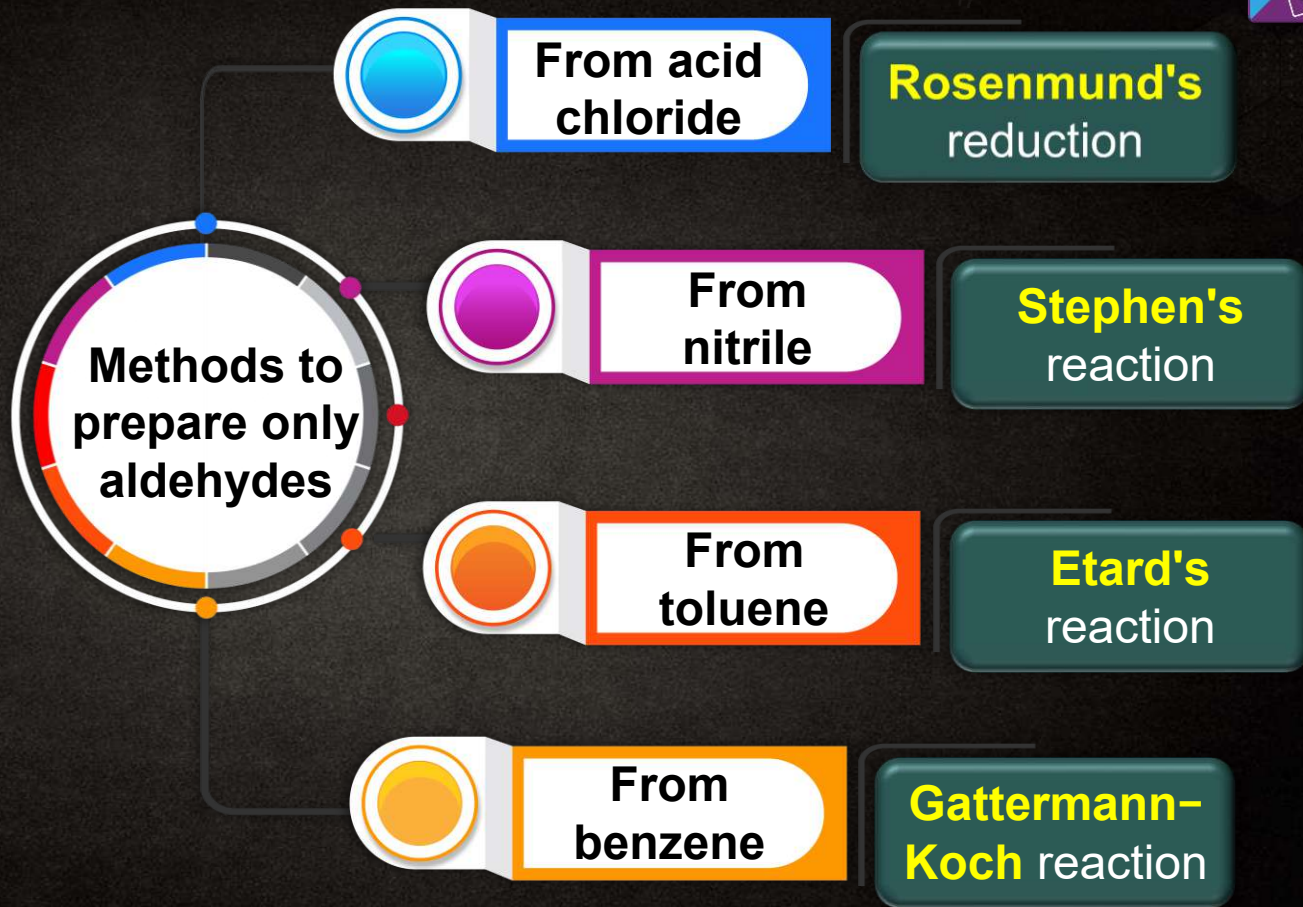 From acid
chloride
Rosenmund's
reduction
Methods to
prepare only
aldehydes
From
nitrile
Stephen's
reaction
From
toluene
Etard's
reaction
From
benzene
Gattermann–
Koch reaction